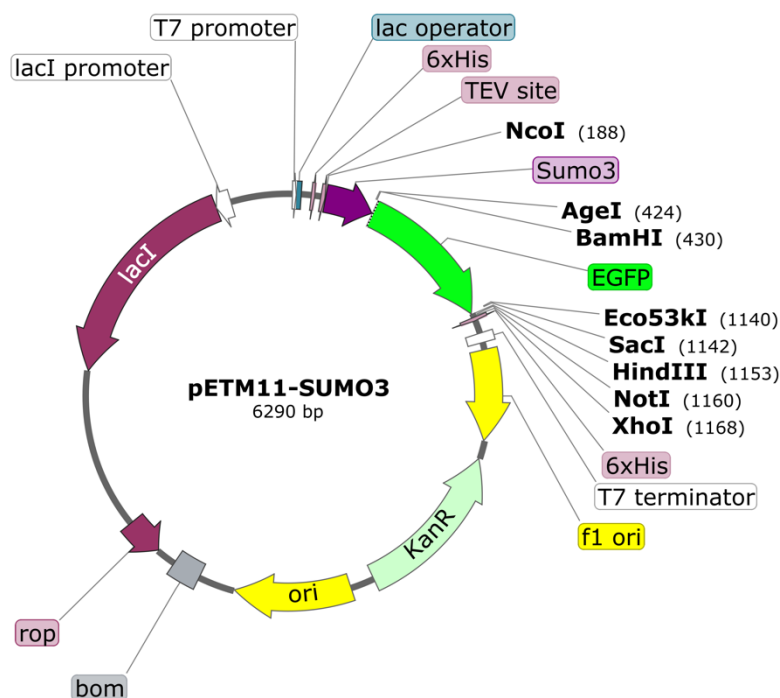 T7 promoter
lac operator
lacI promoter
6xHis
TEV site
NcoI (188)
Sumo3
AgeI (424)
BamHI (430)
EGFP
Eco53kI (1140)
SacI (1142)
HindIII (1153)
NotI (1160)
XhoI (1168)
6xHis
T7 terminator
f1 ori
KanR
ori
bom
rop
lacI
pETM11-SUMO3
6290 bp